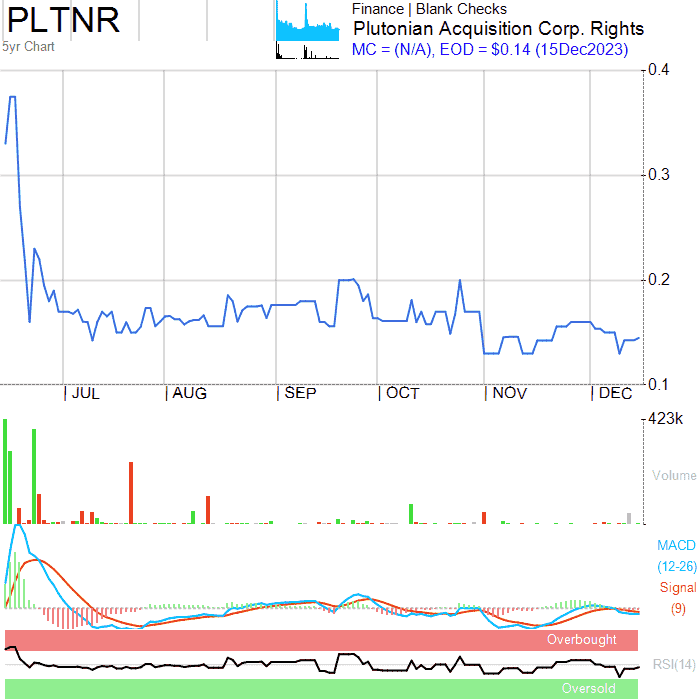 PLTNR
5yr Chart
Finance | Blank Checks
Plutonian Acquisition Corp. Rights
MC = (N/A), EOD = $0.14 (15Dec2023)
0.4
0.3
0.2
0.1
JUL AUG SEP OCT NOV DEC
423k
Volume
MACD
(12-26)
Signal
(9)
Overbought
RSI(14)
Oversold